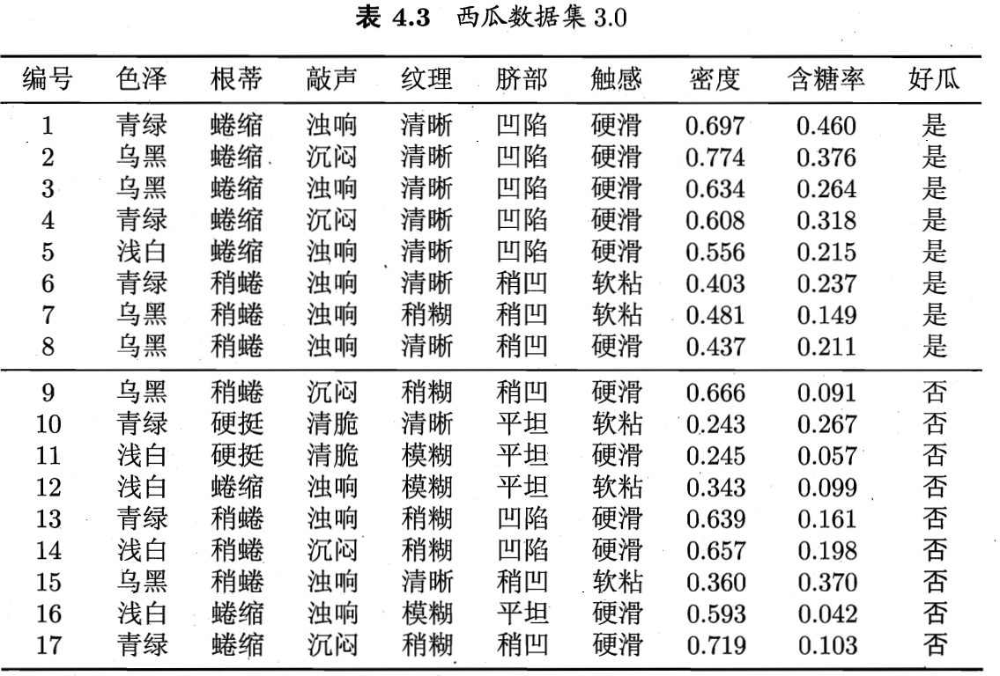 表 4.3 西瓜数据集 3.0
编号 色泽 根蒂 敲声 纹理 脐部 触感 密度 含糖率 好瓜
1 青绿 蜷缩 浊响 清晰 凹陷 硬滑 0.697 0.460 是
2 乌黑 蜷缩 沉闷 清晰 凹陷 硬滑 0.774 0.376 是
3 乌黑 蜷缩 浊响 清晰 凹陷 硬滑 0.634 0.264 是
4 青绿 蜷缩 沉闷 清晰 凹陷 硬滑 0.608 0.318 是
5 浅白 蜷缩 浊响 清晰 凹陷 硬滑 0.556 0.215 是
6 青绿 稍蜷 浊响 清晰 稍凹 软粘 0.403 0.237 是
7 乌黑 稍蜷 浊响 稍糊 稍凹 软粘 0.481 0.149 是
8 乌黑 稍蜷 浊响 清晰 稍凹 硬滑 0.437 0.211 是
9 乌黑 稍蜷 沉闷 稍糊 稍凹 硬滑 0.666 0.091 否
10 青绿 硬挺 清脆 清晰 平坦 软粘 0.243 0.267 否
11 浅白 硬挺 清脆 模糊 平坦 硬滑 0.245 0.057 否
12 浅白 蜷缩 浊响 模糊 平坦 软粘 0.343 0.099 否
13 青绿 稍蜷 浊响 稍糊 凹陷 硬滑 0.639 0.161 否
14 浅白 稍蜷 沉闷 稍糊 凹陷 硬滑 0.657 0.198 否
15 乌黑 稍蜷 浊响 清晰 稍凹 软粘 0.360 0.370 否
16 浅白 蜷缩 浊响 模糊 平坦 硬滑 0.593 0.042 否
17 青绿 蜷缩 沉闷 稍糊 稍凹 硬滑 0.719 0.103 否